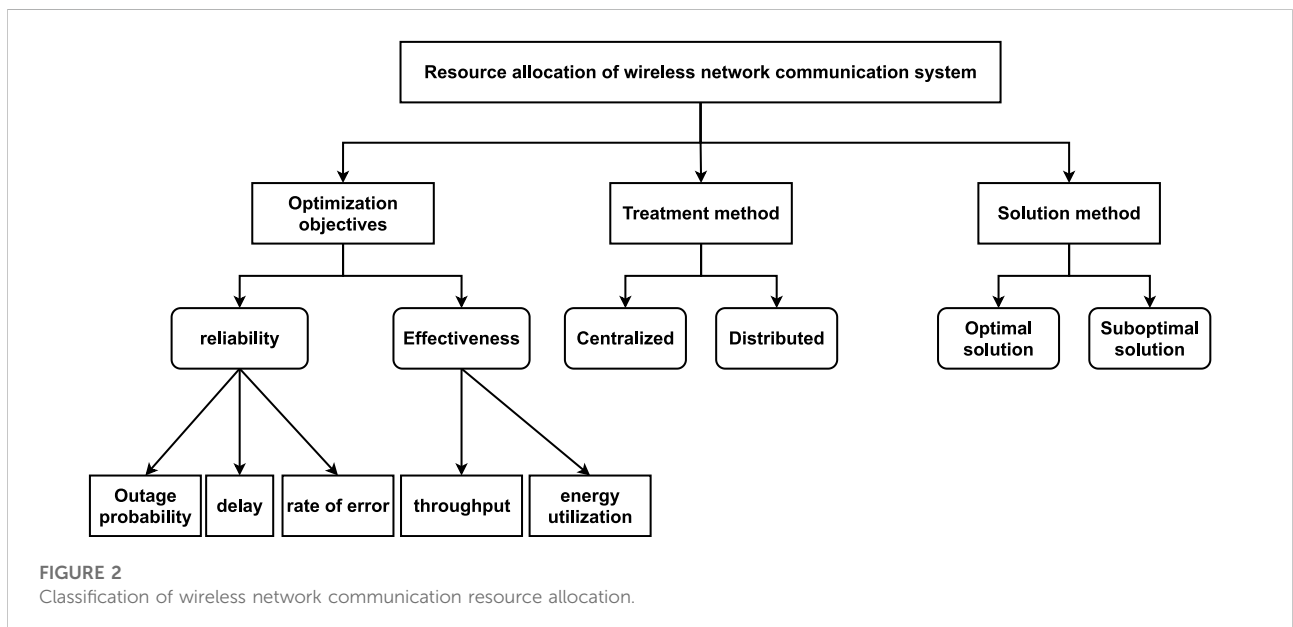 Resource allocation of wireless network communication system
Optimization
objectives
Treatment method
Solution method
reliability
Effectiveness
Centralized
Distributed
Optimal
solution
Suboptimal
solution
Outage
probability
delay
rate of error
throughput
energy
utilization
FIGURE 2
Classification of wireless network communication resource allocation.